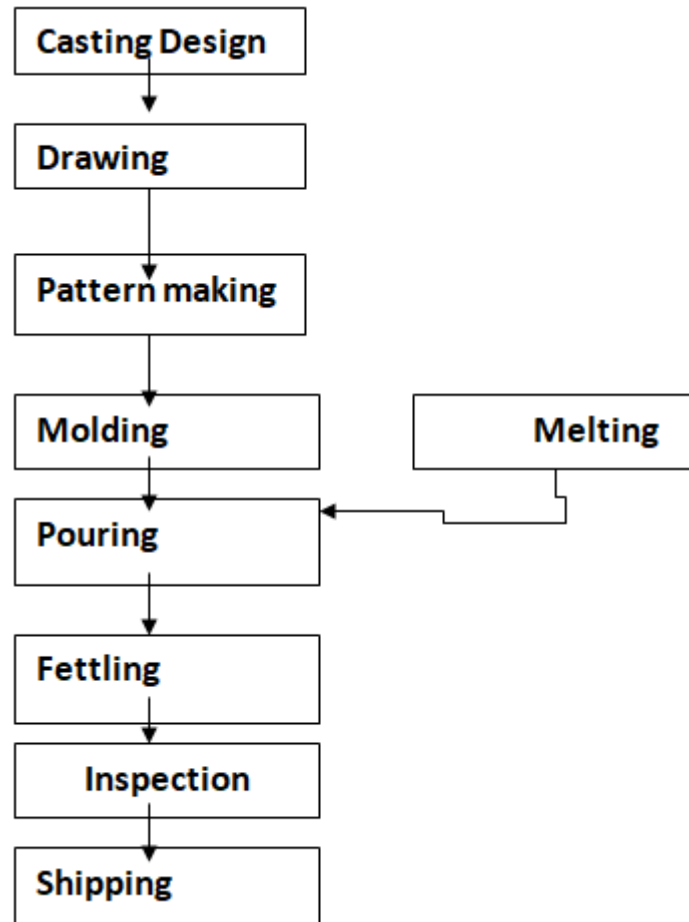 Casting Design
Drawing
Pattern making
Molding
Melting
Pouring
Fettling
Inspection
Shipping